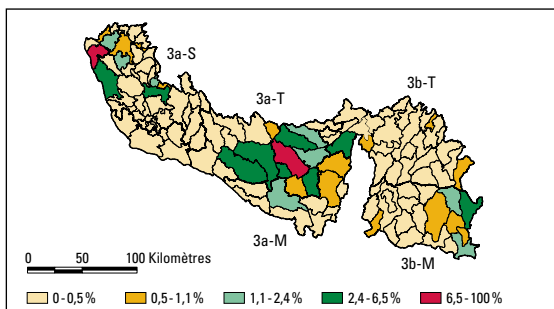 3a-S
3a-T
3b-T
3a-M
3b-M
0 50 100 Kilomètres
0 - 0,5 % 0,5 - 1,1 % 1,1 - 2,4 % 2,4 - 6,5 % 6,5 - 100 %